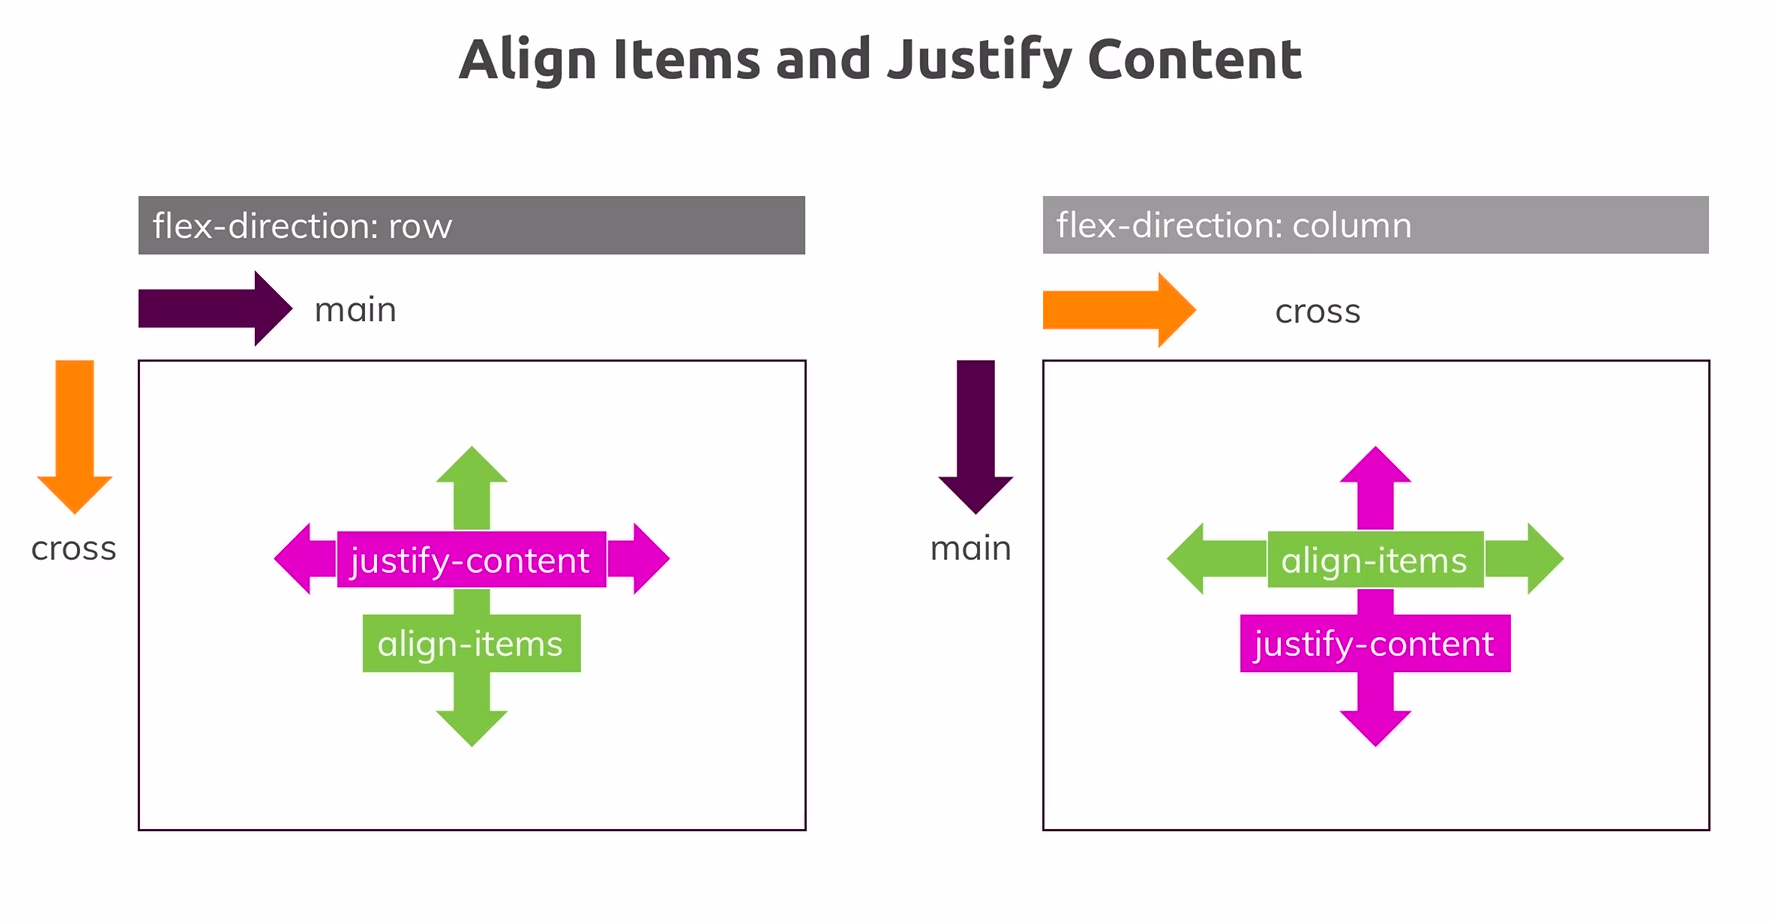 Align Items and Justify Content
flex-direction: row
main
cross
justify-content
align-items
flex-direction: column
cross
main
align-items
justify-content